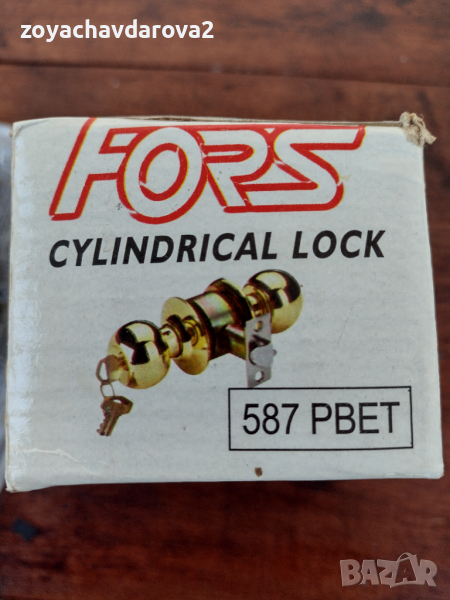 zoyachavdarova2
FORS
CYLINDRICAL LOCK
587 PBET
BAZAR